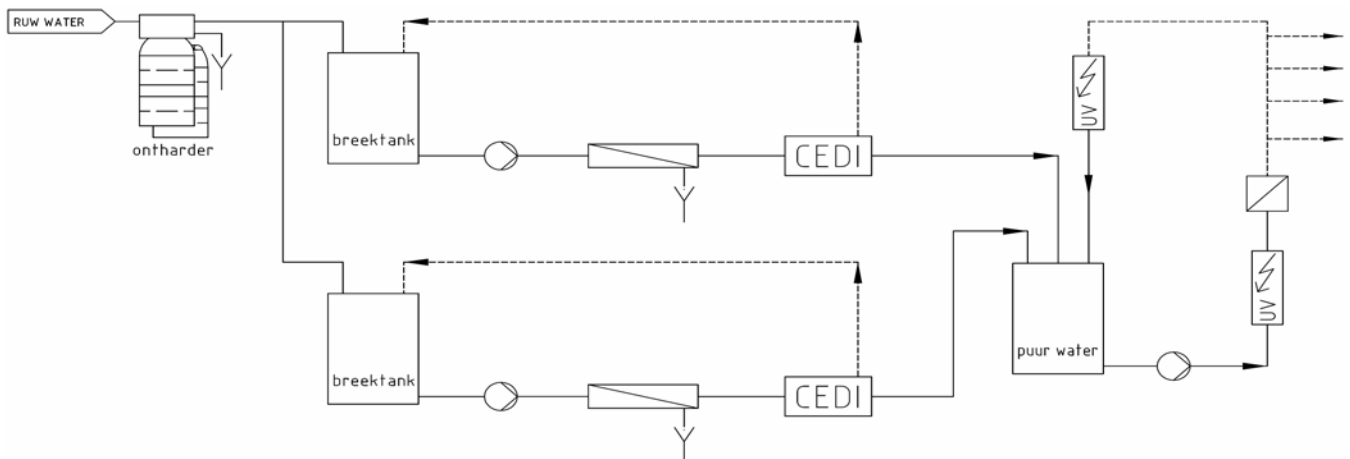 RUW WATER
ontharder
breektank
CEDI
UV
breektank
CEDI
puur water
UV